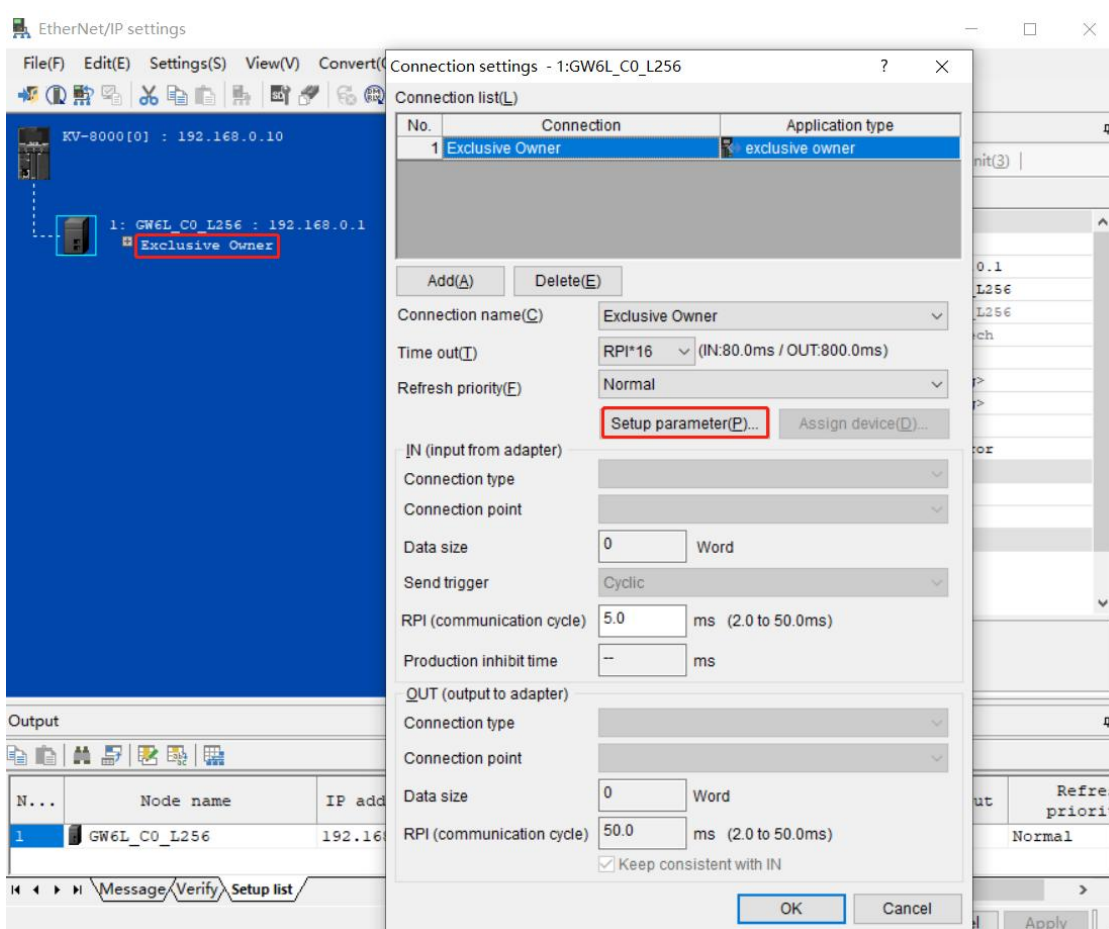 EtherNet/IP settings
File(F) Edit(E) Settings(S) View(V) Convert(
KV-8000[0] : 192.168.0.10
1: GW6L_C0_L256 : 192.168.0.1
Exclusive Owner
Connection settings - 1:GW6L_C0_L256 ?
Connection list(L)
No. Connection Application type
1 Exclusive Owner exclusive owner
Add(A) Delete(E)
Connection name(C) Exclusive Owner
Time out(T) RPI*16 (IN:80.0ms / OUT:800.0ms)
Refresh priority(F) Normal
Setup parameter(P)... Assign device(D)...
IN (input from adapter)
Connection type
Connection point
Data size 0 Word
Send trigger Cyclic
RPI (communication cycle) 5.0 ms (2.0 to 50.0ms)
Production inhibit time -- ms
OUT (output to adapter)
Connection type
Connection point
Data size 0 Word
RPI (communication cycle) 50.0 ms (2.0 to 50.0ms)
Keep consistent with IN
OK Cancel
nit(3)
0.1
_L256
L256
ch
Output
N... Node name IP add ut Refre
priori
1 GW6L_C0_L256 192.168 Normal
Message Verify Setup list
Apply